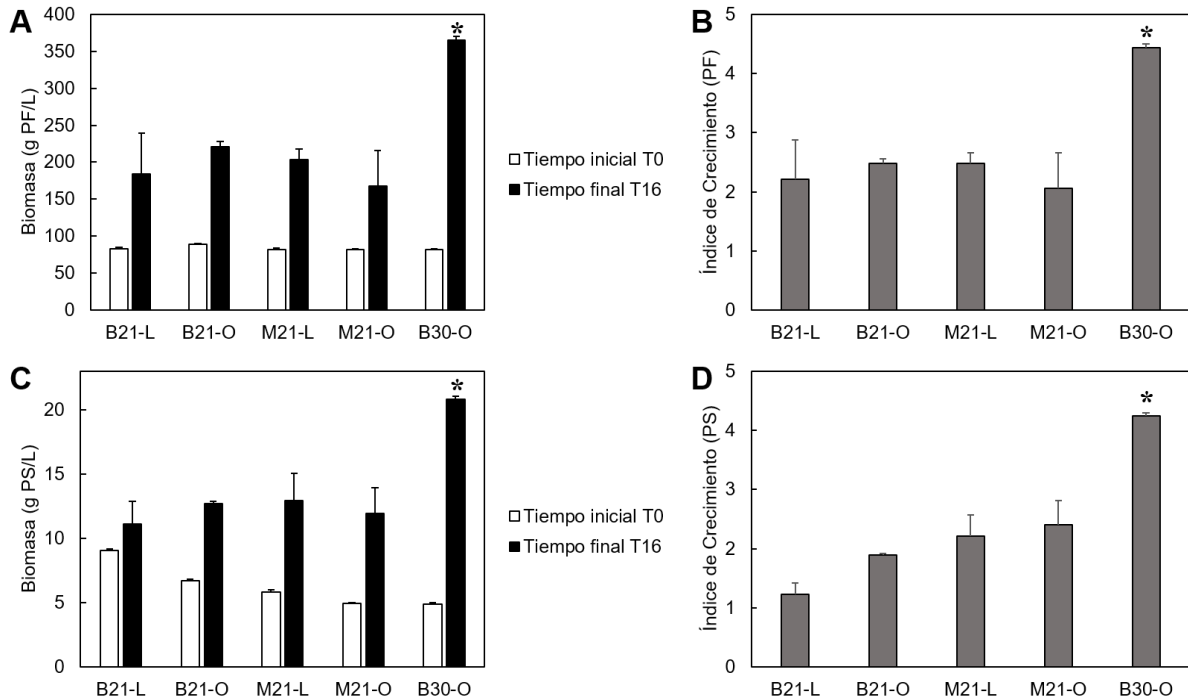 A
Biomasa (g PF/L)
400
350
300
250
200
150
100
50
0
*
B21-L B21-O M21-L M21-O B30-O
Tiempo inicial T0
Tiempo final T16
B
Índice de Crecimiento (PF)
5
4
3
2
1
0
*
B21-L B21-O M21-L M21-O B30-O
C
Biomasa (g PS/L)
20
15
10
5
0
*
B21-L B21-O M21-L M21-O B30-O
Tiempo inicial T0
Tiempo final T16
D
Índice de Crecimiento (PS)
5
4
3
2
1
0
*
B21-L B21-O M21-L M21-O B30-O